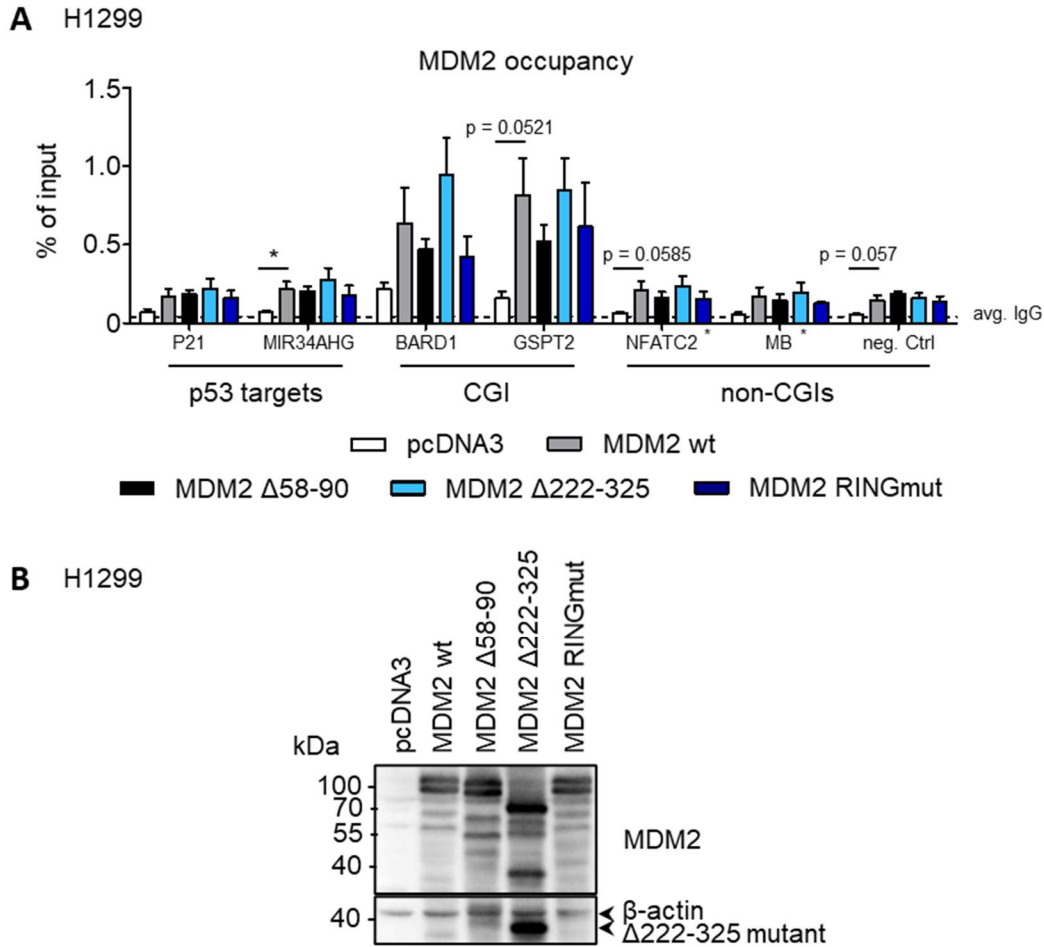 A H1299
MDM2 occupancy
% of input
1.5
1.0
0.5
0
p = 0.0521
*
p = 0.0585
p = 0.057
avg. IgG
P21 MIR34AHG BARD1 GSPT2 NFATC2 * MB * neg. Ctrl
p53 targets CGI non-CGIs
pcDNA3 MDM2 wt
MDM2 Δ58-90 MDM2 Δ222-325 MDM2 RINGmut
B H1299
pcDNA3
MDM2 wt
MDM2 Δ58-90
MDM2 Δ222-325
MDM2 RINGmut
kDa
100
70
55
40
MDM2
40
β-actin
Δ222-325 mutant